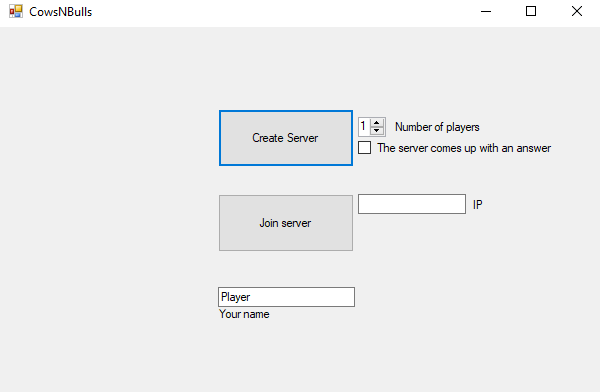 CowsNBulls
Create Server
1
Number of players
The server comes up with an answer
Join server
IP
Player
Your name